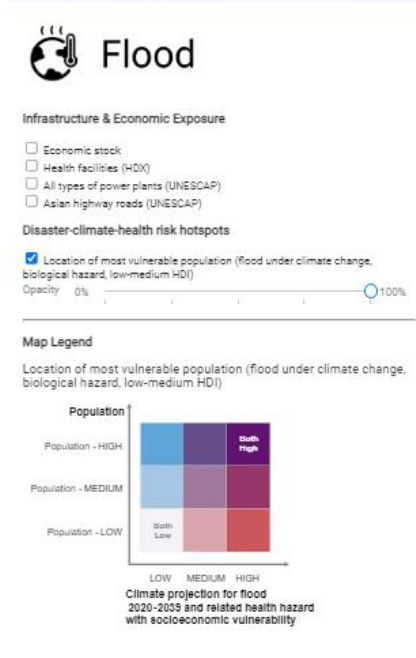 Flood
Infrastructure & Economic Exposure
Economic stock
Health facilities (HDX)
All types of power plants (UNESCAP)
Asian highway roads (UNESCAP)
Disaster-climate-health risk hotspots
Location of most vulnerable population (flood under climate change,
biological hazard, low-medium HDI)
Opacity 0% 100%
Map Legend
Location of most vulnerable population (flood under climate change,
biological hazard, low-medium HDI)
Population
Population - HIGH
Both
High
Population - MEDIUM
Population - LOW
Both
Low
LOW MEDIUM HIGH
Climate projection for flood
2020-2039 and related health hazard
with socioeconomic vulnerability